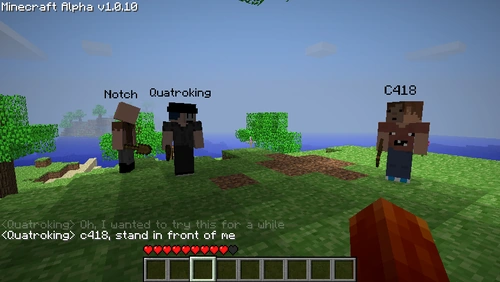 Minecraft Alpha v1.0.10
Notch
Quatroking
C418
<Quatroking> Oh, I wanted to try this for a while
<Quatroking> c418, stand in front of me